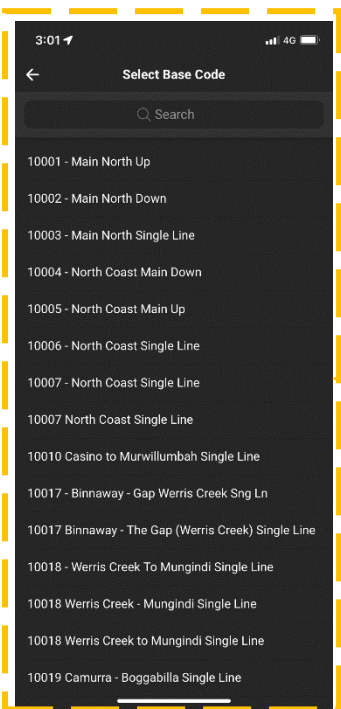 3:01 4G
Select Base Code
Search
10001 - Main North Up
10002 - Main North Down
10003 - Main North Single Line
10004 - North Coast Main Down
10005 - North Coast Main Up
10006 - North Coast Single Line
10007 - North Coast Single Line
10007 North Coast Single Line
10010 Casino to Murwillumbah Single Line
10017 - Binnaway - Gap Werris Creek Sng Ln
10017 Binnaway - The Gap (Werris Creek) Single Line
10018 - Werris Creek To Mungindi Single Line
10018 Werris Creek - Mungindi Single Line
10018 Werris Creek to Mungindi Single Line
10019 Camurra - Boggabilla Single Line